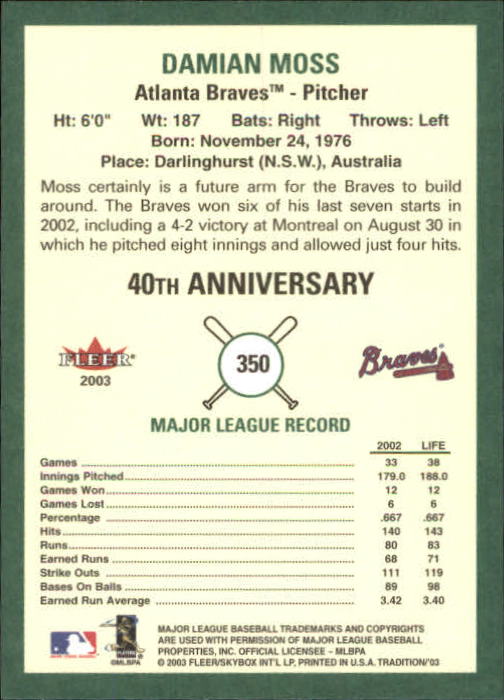 DAMIAN MOSS
Atlanta Braves™ - Pitcher
Ht: 6'0" Wt: 187 Bats: Right Throws: Left
Born: November 24, 1976
Place: Darlinghurst (N.S.W.), Australia
Moss certainly is a future arm for the Braves to build
around. The Braves won six of his last seven starts in
2002, including a 4-2 victory at Montreal on August 30 in
which he pitched eight innings and allowed just four hits.
40TH ANNIVERSARY
FLEER
2003
350
Braves
MAJOR LEAGUE RECORD
2002 LIFE
Games 33 38
Innings Pitched 179.0 188.0
Games Won 12 12
Games Lost 6 6
Percentage .667 .667
Hits 140 143
Runs 80 83
Earned Runs 68 71
Strike Outs 111 119
Bases On Balls 89 98
Earned Run Average 3.42 3.40
MAJOR LEAGUE BASEBALL TRADEMARKS AND COPYRIGHTS
ARE USED WITH PERMISSION OF MAJOR LEAGUE BASEBALL
PROPERTIES, INC. OFFICIAL LICENSEE - MLBPA
©MLBPA © 2003 FLEER/SKYBOX INT'L LP, PRINTED IN U.S.A. TRADITION/'03